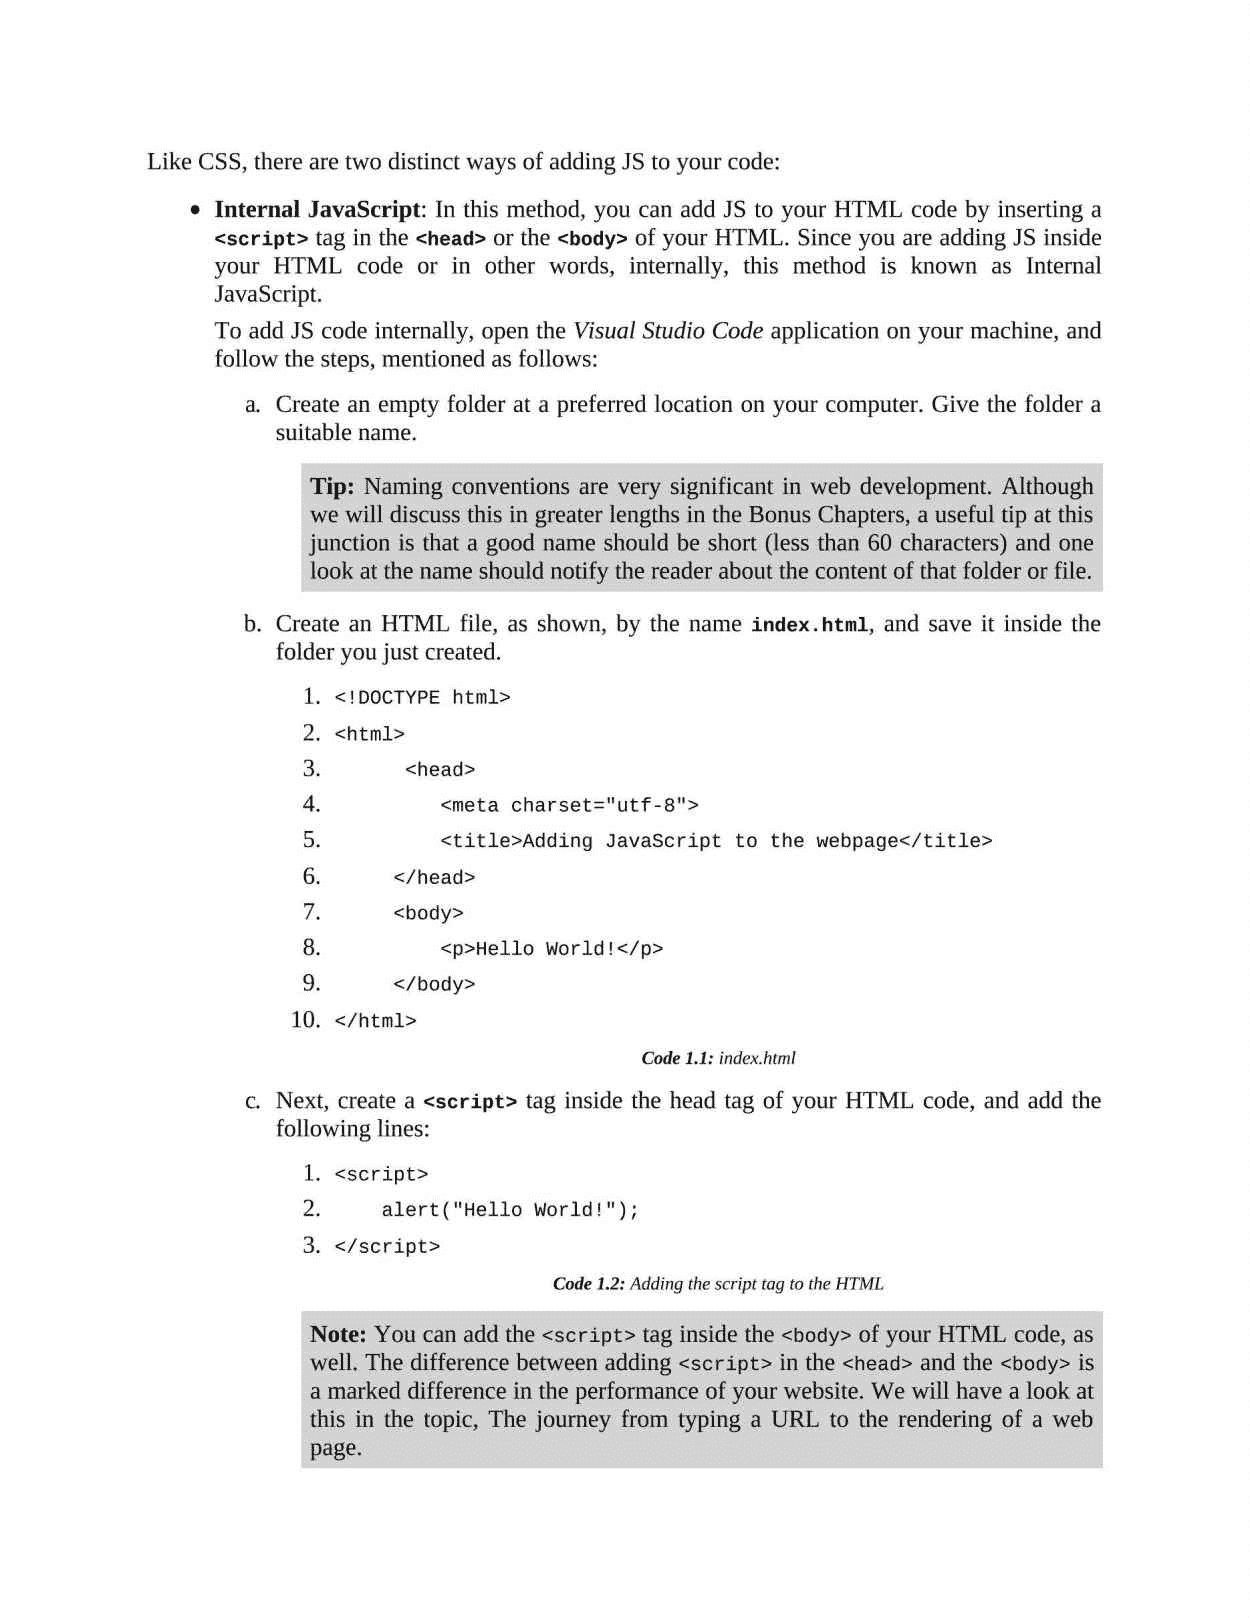 Like CSS, there are two distinct ways of adding JS to your code:
• Internal JavaScript: In this method, you can add JS to your HTML code by inserting a
<script> tag in the <head> or the <body> of your HTML. Since you are adding JS inside
your HTML code or in other words, internally, this method is known as Internal
JavaScript.
To add JS code internally, open the Visual Studio Code application on your machine, and
follow the steps, mentioned as follows:
a. Create an empty folder at a preferred location on your computer. Give the folder a
suitable name.
Tip: Naming conventions are very significant in web development. Although
we will discuss this in greater lengths in the Bonus Chapters, a useful tip at this
junction is that a good name should be short (less than 60 characters) and one
look at the name should notify the reader about the content of that folder or file.
b. Create an HTML file, as shown, by the name index.html, and save it inside the
folder you just created.
1. <!DOCTYPE html>
2. <html>
3. <head>
4. <meta charset="utf-8">
5. <title>Adding JavaScript to the webpage</title>
6. </head>
7. <body>
8. <p>Hello World!</p>
9. </body>
10. </html>
Code 1.1: index.html
c. Next, create a <script> tag inside the head tag of your HTML code, and add the
following lines:
1. <script>
2. alert("Hello World!");
3. </script>
Code 1.2: Adding the script tag to the HTML
Note: You can add the <script> tag inside the <body> of your HTML code, as
well. The difference between adding <script> in the <head> and the <body> is
a marked difference in the performance of your website. We will have a look at
this in the topic, The journey from typing a URL to the rendering of a web
page.